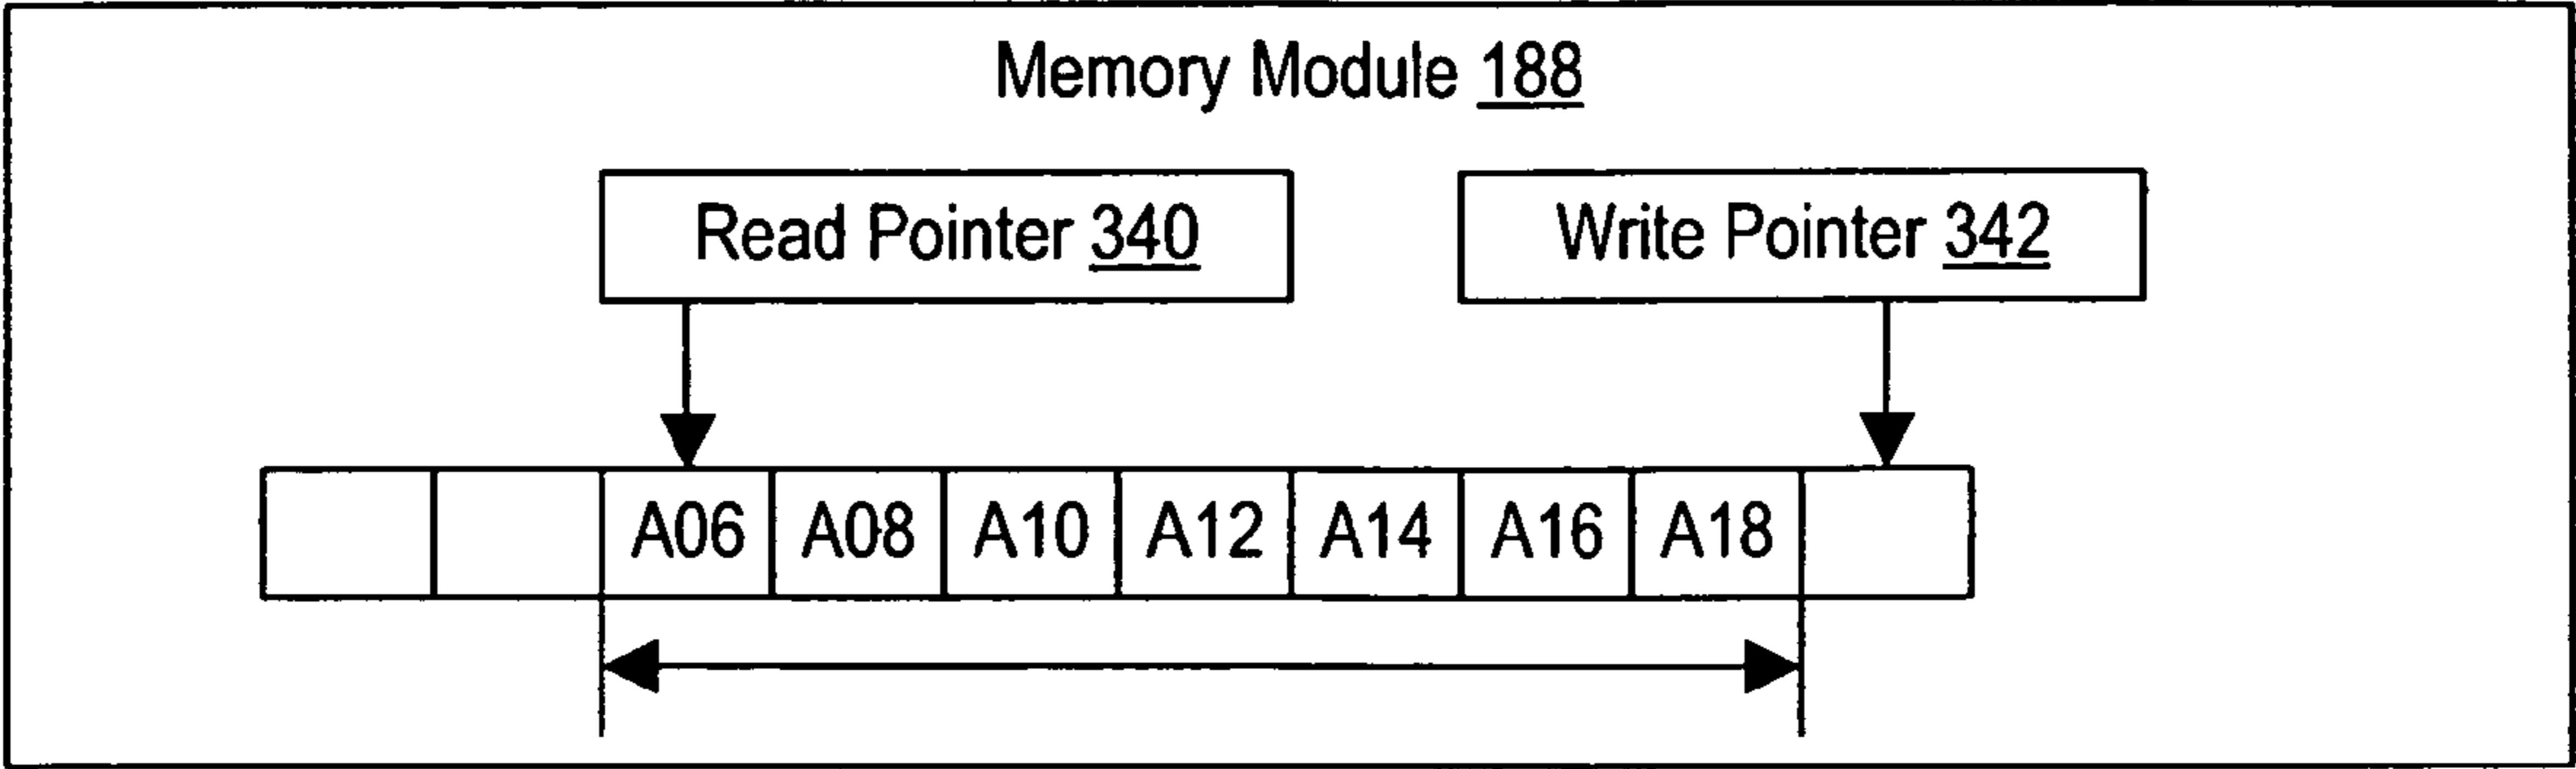 Memory Module 188
Read Pointer 340 Write Pointer 342
A06 A08 A10 A12 A14 A16 A18